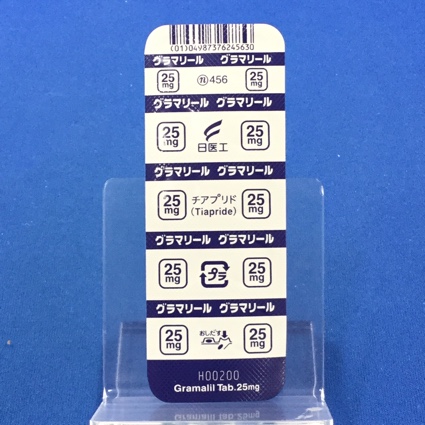 (01)04987376245630
グラマリール グラマリール
25 mg ⓝ456 25 mg
グラマリール グラマリール
25 mg 日医工 25 mg
グラマリール グラマリール
25 mg チアプリド (Tiapride) 25 mg
グラマリール グラマリール
25 mg プラ 25 mg
グラマリール グラマリール
25 mg おしだす 25 mg
H00200
Gramalil Tab.25mg